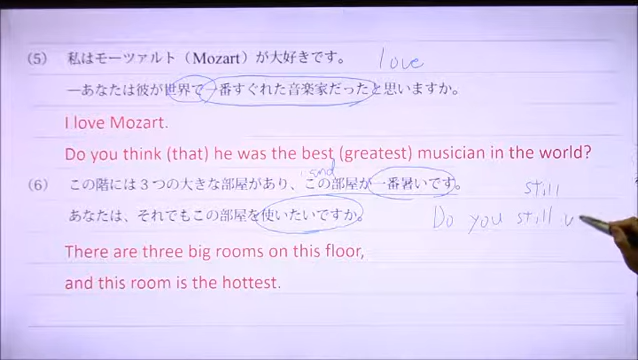 (5) 私はモーツァルト（Mozart）が大好きです。 love
―あなたは彼が世界で一番すぐれた音楽家だったと思いますか。
I love Mozart.
Do you think (that) he was the best (greatest) musician in the world?
and
(6) この階には３つの大きな部屋があり、この部屋が一番暑いです。 still
あなたは、それでもこの部屋を使いたいですか。 Do you still
There are three big rooms on this floor,
and this room is the hottest.